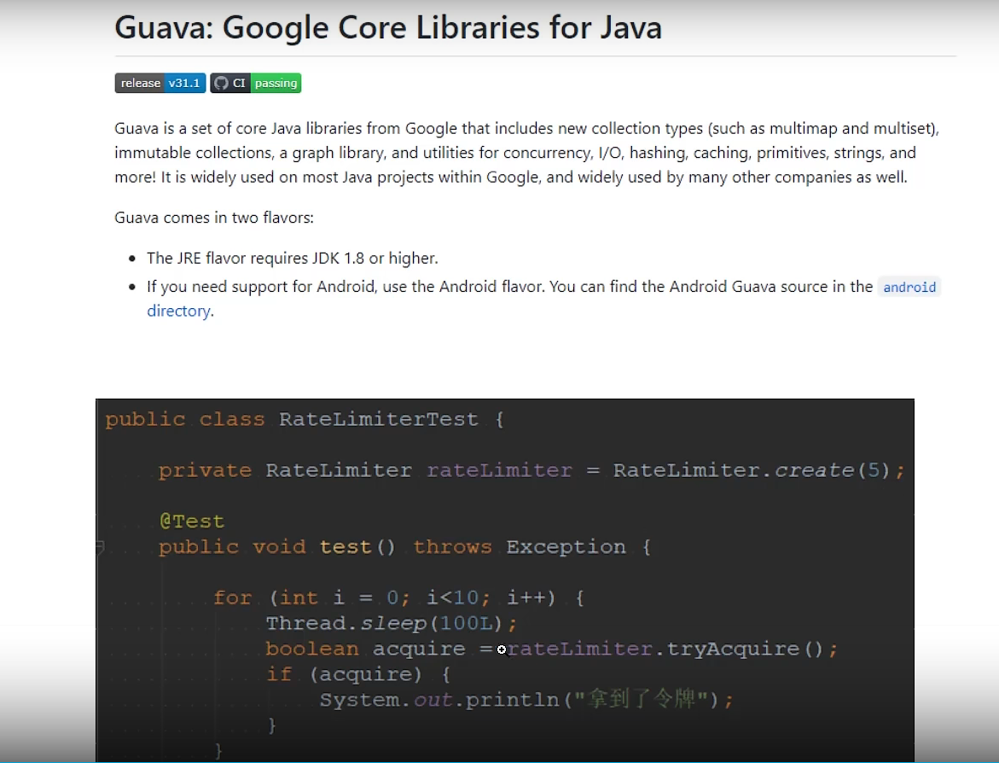 Guava: Google Core Libraries for Java
release v31.1 CI passing
Guava is a set of core Java libraries from Google that includes new collection types (such as multimap and multiset),
immutable collections, a graph library, and utilities for concurrency, I/O, hashing, caching, primitives, strings, and
more! It is widely used on most Java projects within Google, and widely used by many other companies as well.
Guava comes in two flavors:
• The JRE flavor requires JDK 1.8 or higher.
• If you need support for Android, use the Android flavor. You can find the Android Guava source in the android
directory.
public class RateLimiterTest {
private RateLimiter rateLimiter = RateLimiter.create(5);
@Test
public void test() throws Exception {
for (int i = 0; i<10; i++) {
Thread.sleep(100L);
boolean acquire = rateLimiter.tryAcquire();
if (acquire) {
System.out.println("拿到了令牌");
}
}